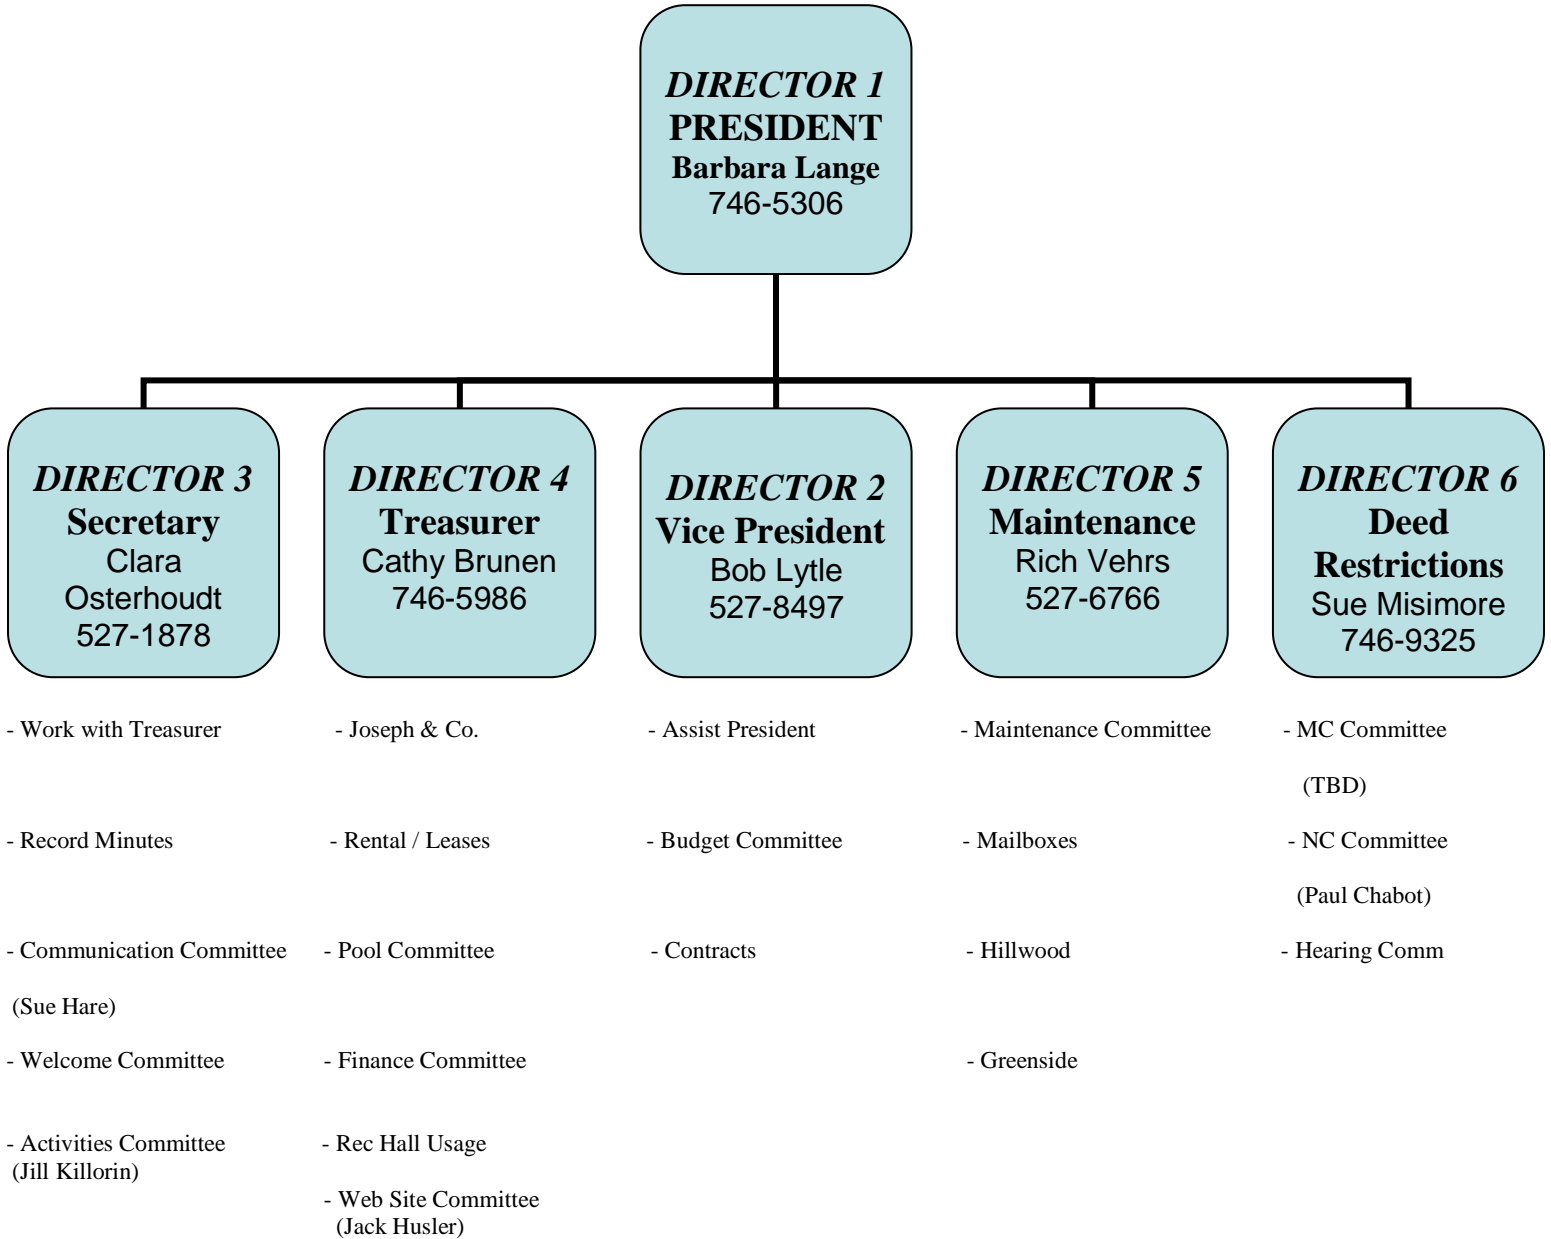 DIRECTOR 1
PRESIDENT
Barbara Lange
746-5306
DIRECTOR 3
Secretary
Clara
Osterhoudt
527-1878
DIRECTOR 4
Treasurer
Cathy Brunen
746-5986
DIRECTOR 2
Vice President
Bob Lytle
527-8497
DIRECTOR 5
Maintenance
Rich Vehrs
527-6766
DIRECTOR 6
Deed
Restrictions
Sue Misimore
746-9325
- Work with Treasurer
- Record Minutes
- Communication Committee
(Sue Hare)
- Welcome Committee
- Activities Committee
(Jill Killorin)
- Joseph & Co.
- Rental / Leases
- Pool Committee
- Finance Committee
- Rec Hall Usage
- Web Site Committee
(Jack Husler)
- Assist President
- Budget Committee
- Contracts
- Maintenance Committee
- Mailboxes
- Hillwood
- Greenside
- MC Committee
(TBD)
- NC Committee
(Paul Chabot)
- Hearing Comm